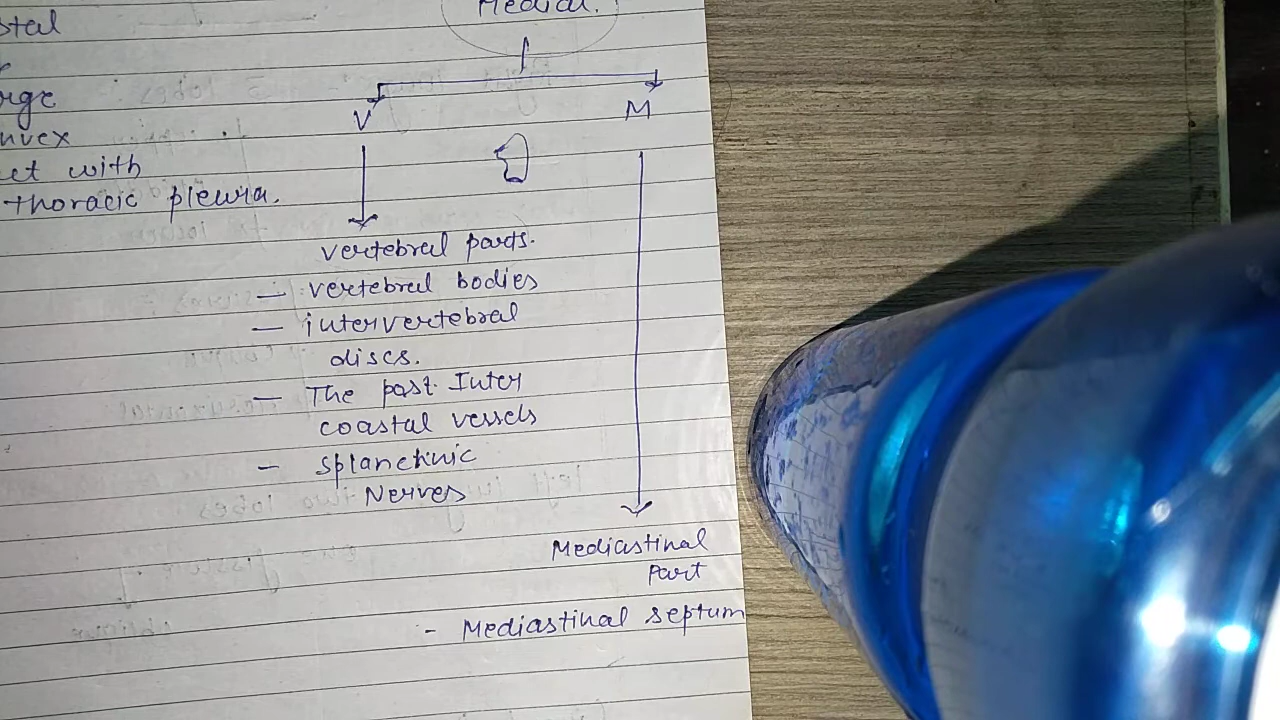 Medical.
stal
rge
nvex
V
M
ct with
thoracic pleura.
vertebral parts.
— vertebral bodies
— intervertebral
discs.
— The post. Inter
coastal vessels
— splanchnic
Nerves
Mediastinal
Part
- Mediastinal septum